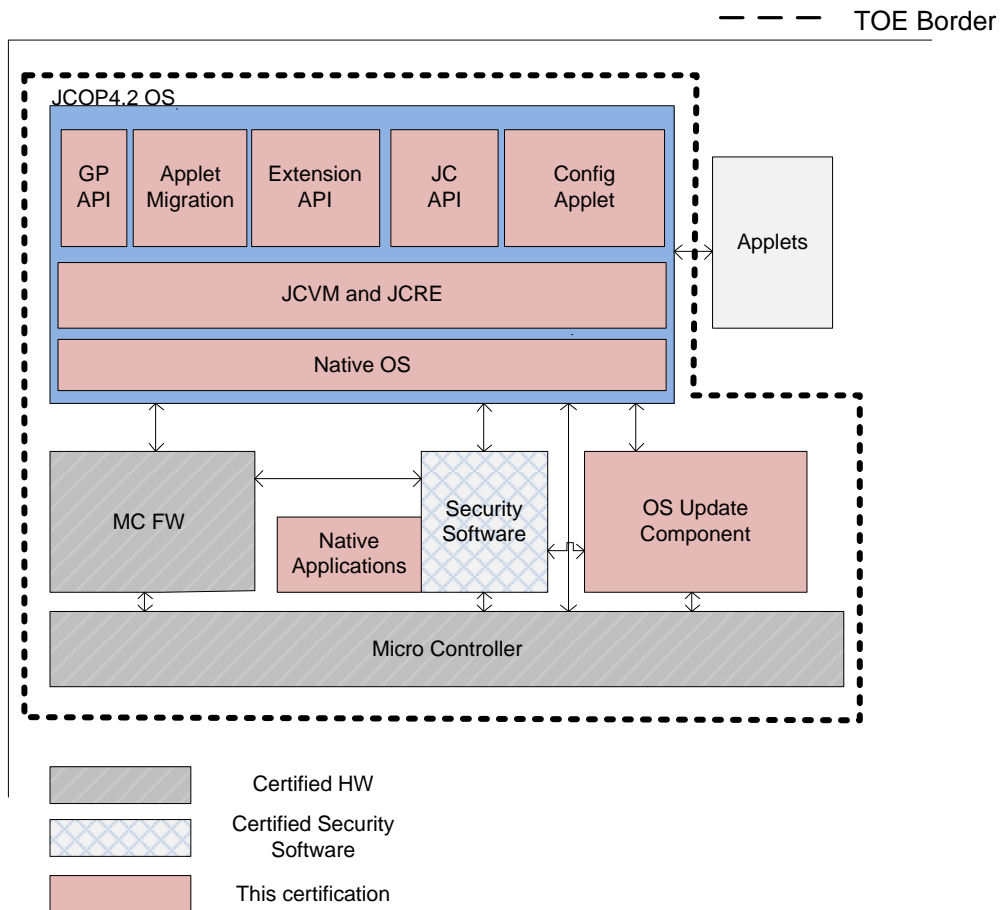 TOE Border
JCOP4.2 OS
GP
API
Applet
Migration
Extension
API
JC
API
Config
Applet
Applets
JCVM and JCRE
Native OS
MC FW
Native
Applications
Security
Software
OS Update
Component
Micro Controller
Certified HW
Certified Security
Software
This certification